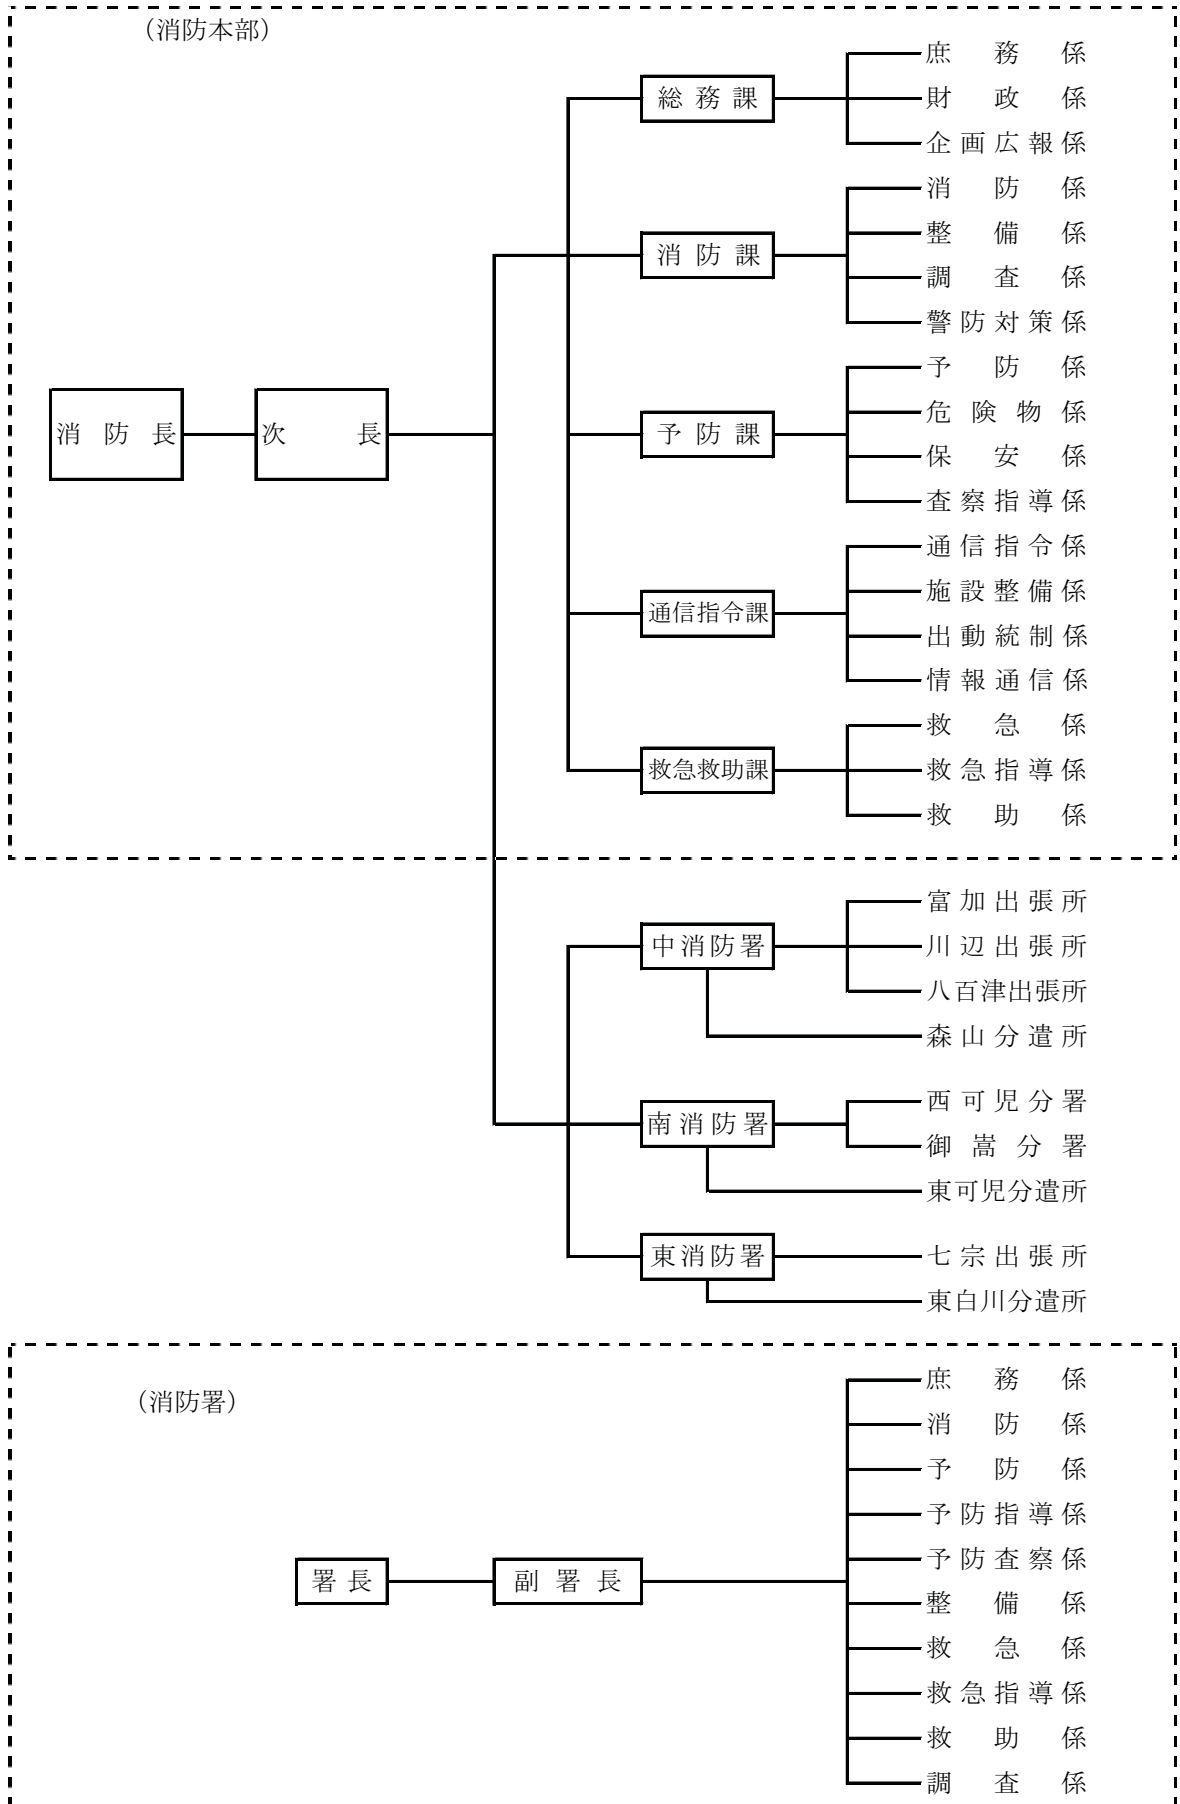 （消防本部）
庶務係
総務課
財政係
企画広報係
消防係
消防課
整備係
調査係
警防対策係
予防係
危険物係
消防長
次長
予防課
保安係
査察指導係
通信指令係
施設整備係
通信指令課
出動統制係
情報通信係
救急係
救急救助課
救急指導係
救助係
富加出張所
中消防署
川辺出張所
八百津出張所
森山分遣所
西可児分署
南消防署
御嵩分署
東可児分遣所
東消防署
七宗出張所
東白川分遣所
（消防署）
庶務係
消防係
予防係
予防指導係
予防査察係
署長
副署長
整備係
救急係
救急指導係
救助係
調査係